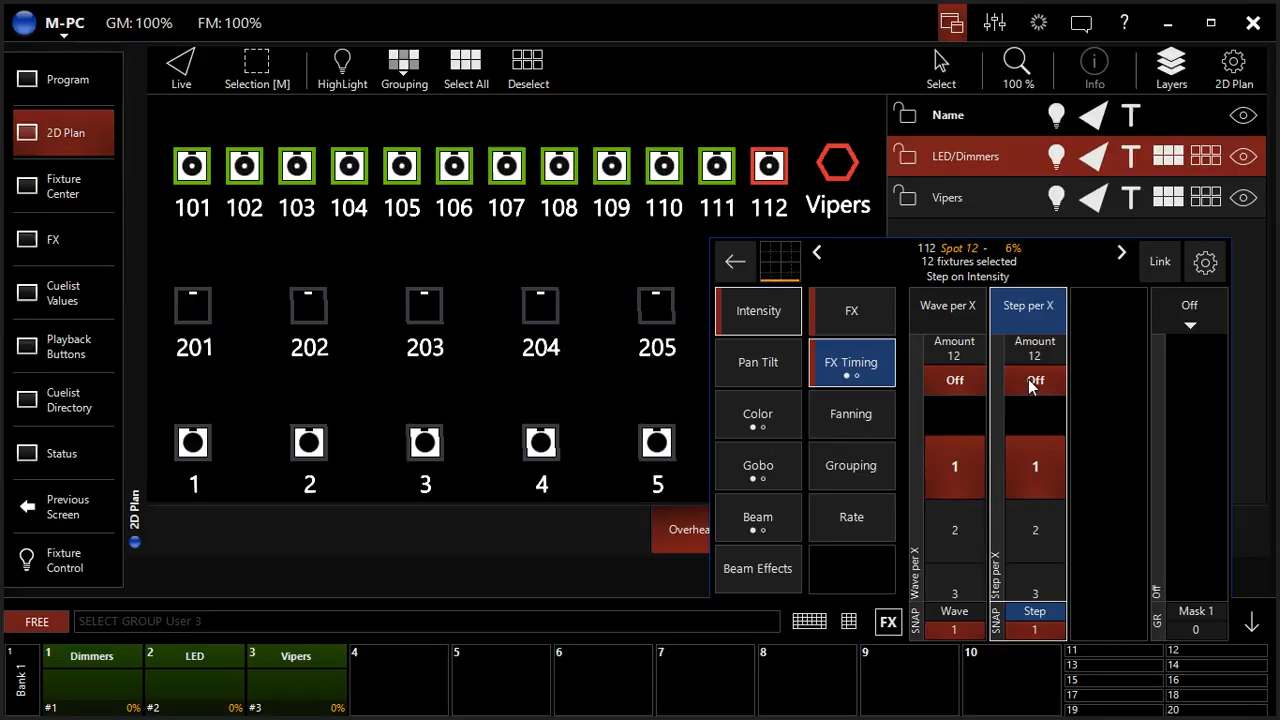 M-PC GM: 100% FM: 100% ?
Program
2D Plan
Fixture
Center
FX
Cuelist
Values
Playback
Buttons
Cuelist
Directory
Status
Previous
Screen
Fixture
Control
Live Selection [M] HighLight Grouping Select All Deselect
Select 100 % Info Layers 2D Plan
Name
LED/Dimmers
Vipers
101 102 103 104 105 106 107 108 109 110 111 112 Vipers
201 202 203 204 205
1 2 3 4 5
2D Plan
Overhea
112 Spot 12 - 6%
12 fixtures selected
Step on Intensity
Link
Intensity FX
Pan Tilt FX Timing
Color Fanning
Gobo Grouping
Beam Rate
Beam Effects
Wave per X Step per X Off
Amount Amount
12 12
Off Off
1 1
2 2
3 3
Wave per X Step per X Off
SNAP Wave SNAP Step GR Mask 1
1 1 0
FREE SELECT GROUP User 3 FX
Bank 1
1 Dimmers 2 LED 3 Vipers 4 5 6 7 8 9 10
#1 0% #2 0% #3 0%
11 12
13 14
15 16
17 18
19 20
1